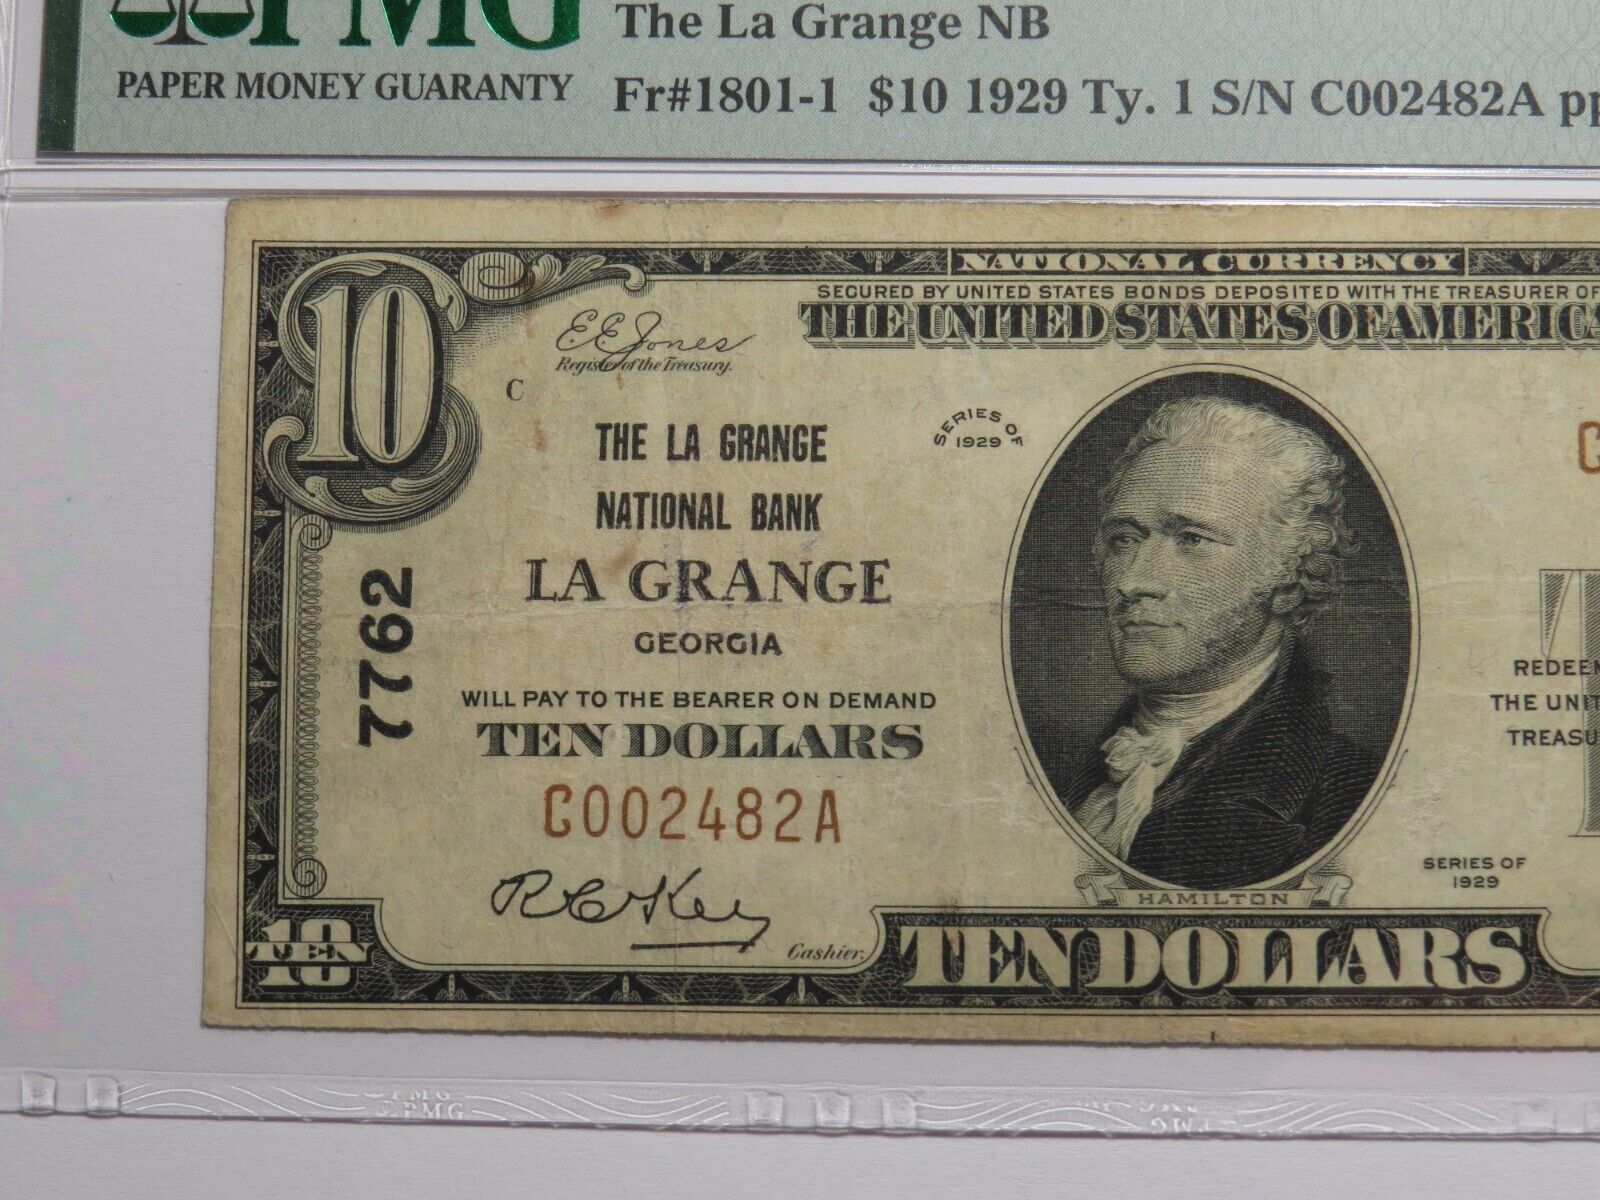 PMG
PAPER MONEY GUARANTY
The La Grange NB
Fr#1801-1 $10 1929 Ty. 1 S/N C002482A pp
NATIONAL CURRENCY
SECURED BY UNITED STATES BONDS DEPOSITED WITH THE TREASURER OF
THE UNITED STATES OF AMERICA
10
E.E. Jones
Register of the Treasury.
C
SERIES OF
1929
THE LA GRANGE
NATIONAL BANK
LA GRANGE
GEORGIA
7762
WILL PAY TO THE BEARER ON DEMAND
TEN DOLLARS
C002482A
THE UNIT
TREASU
SERIES OF
1929
HAMILTON
Cashier.
10
TEN
TEN DOLLARS
PMG
PMG